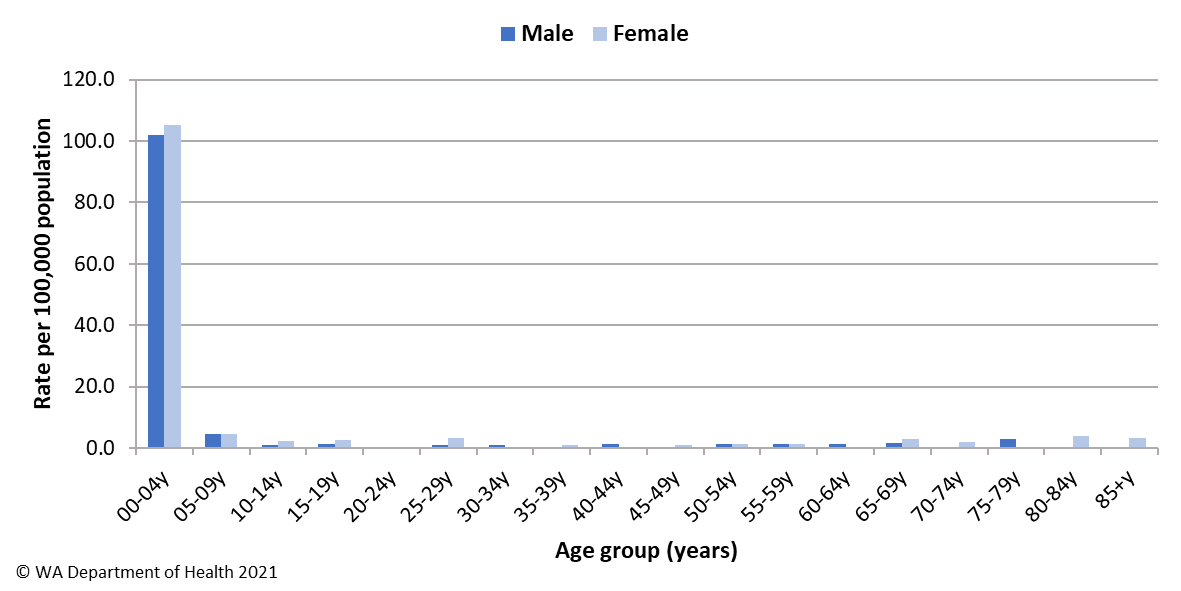 Male Female
Rate per 100,000 population
120.0
100.0
80.0
60.0
40.0
20.0
0.0
00-04y 05-09y 10-14y 15-19y 20-24y 25-29y 30-34y 35-39y 40-44y 45-49y 50-54y 55-59y 60-64y 65-69y 70-74y 75-79y 80-84y 85+y
Age group (years)
© WA Department of Health 2021